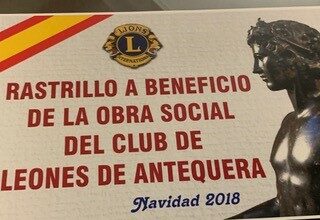 LIONS
L
INTERNATIONAL
RASTRILLO A BENEFICIO
DE LA OBRA SOCIAL
DEL CLUB DE
LEONES DE ANTEQUERA
Navidad 2018